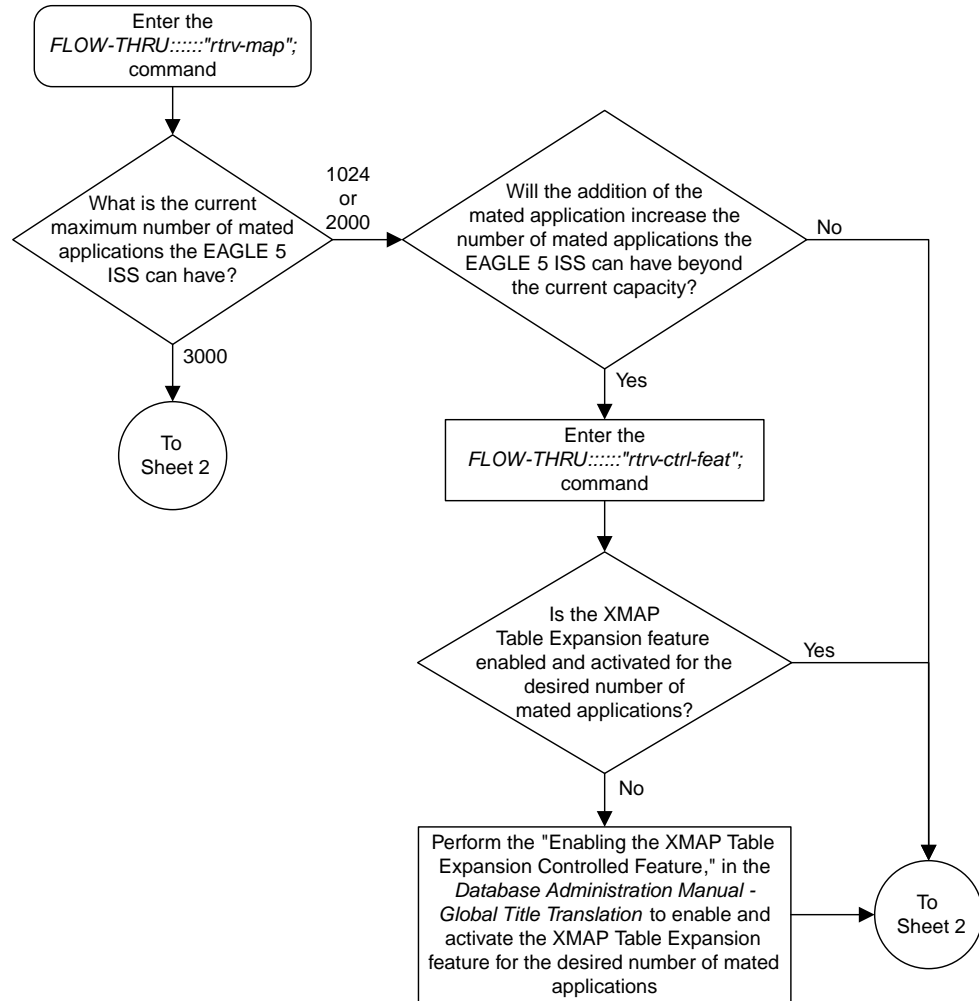 Enter the
FLOW-THRU::::::"rtrv-map";
command
What is the current
maximum number of mated
applications the EAGLE 5
ISS can have?
1024
or
2000
3000
To
Sheet 2
Will the addition of the
mated application increase the
number of mated applications the
EAGLE 5 ISS can have beyond
the current capacity?
No
Yes
Enter the
FLOW-THRU::::::"rtrv-ctrl-feat";
command
Is the XMAP
Table Expansion feature
enabled and activated for the
desired number of
mated applications?
Yes
No
Perform the "Enabling the XMAP Table
Expansion Controlled Feature," in the
Database Administration Manual -
Global Title Translation to enable and
activate the XMAP Table Expansion
feature for the desired number of mated
applications
To
Sheet 2